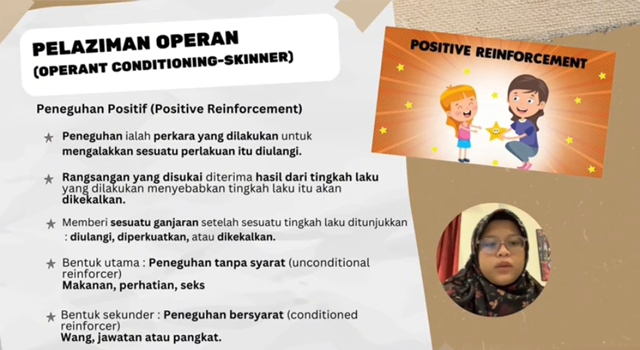 PELAZIMAN OPERAN
(OPERANT CONDITIONING-SKINNER)
POSITIVE REINFORCEMENT
Peneguhan Positif (Positive Reinforcement)
Peneguhan ialah perkara yang dilakukan untuk
mengalakkan sesuatu perlakuan itu diulangi.
Rangsangan yang disukai diterima hasil dari tingkah laku
yang dilakukan menyebabkan tingkah laku itu akan
dikekalkan.
Memberi sesuatu ganjaran setelah sesuatu tingkah laku ditunjukkan
: diulangi, diperkuatkan, atau dikekalkan.
Bentuk utama : Peneguhan tanpa syarat (unconditional
reinforcer)
Makanan, perhatian, seks
Bentuk sekunder : Peneguhan bersyarat (conditioned
reinforcer)
Wang, jawatan atau pangkat.